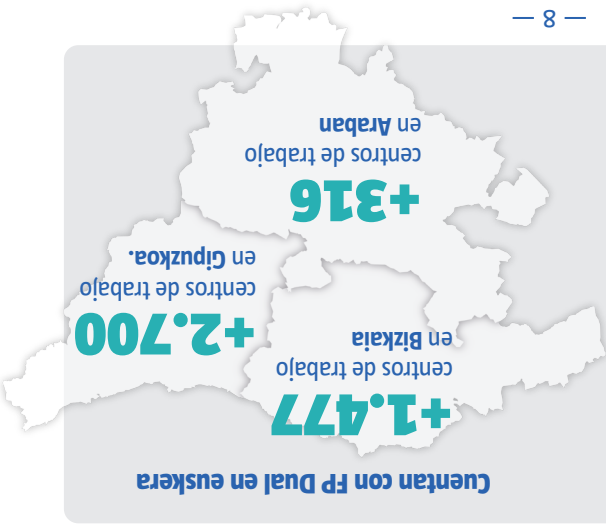 Cuentan con FP Dual en euskera
+1.477
centros de trabajo
en Bizkaia
+2.700
centros de trabajo
en Gipuzkoa.
+316
centros de trabajo
en Araban
— 8 —